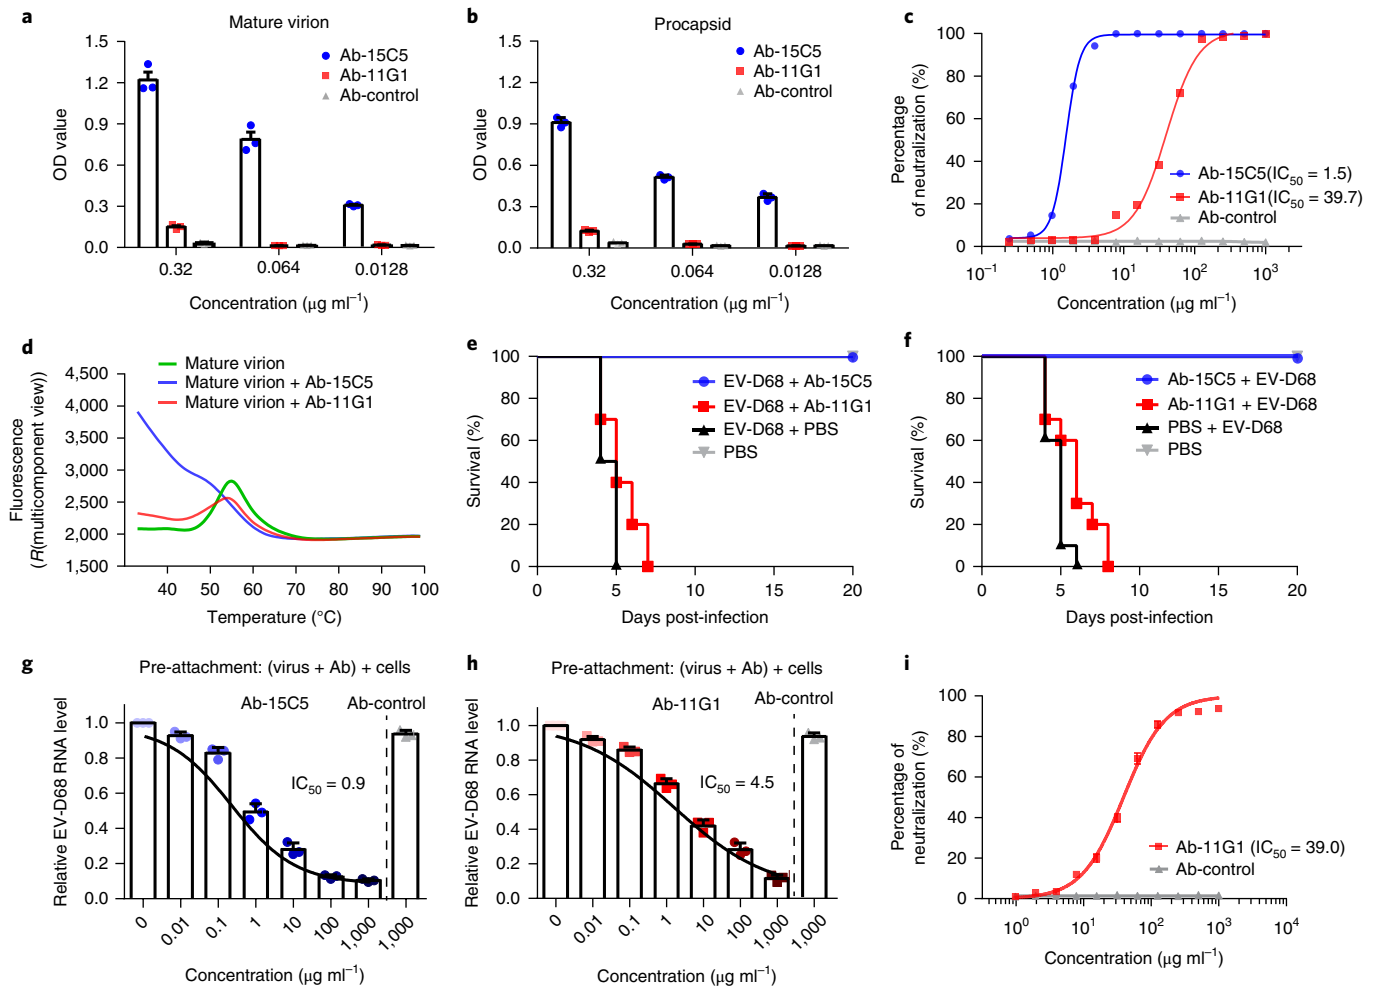 a
Mature virion
OD value
1.5
1.2
0.9
0.6
0.3
0.0
Ab-15C5
Ab-11G1
Ab-control
0.32
0.064
0.0128
Concentration (μg ml⁻¹)
b
Procapsid
OD value
1.5
1.2
0.9
0.6
0.3
0.0
Ab-15C5
Ab-11G1
Ab-control
0.32
0.064
0.0128
Concentration (μg ml⁻¹)
c
Percentage
of neutralization (%)
100
80
60
40
20
0
Ab-15C5(IC₅₀ = 1.5)
Ab-11G1(IC₅₀ = 39.7)
Ab-control
10⁻¹
10⁰
10¹
10²
10³
Concentration (μg ml⁻¹)
d
Mature virion
Mature virion + Ab-15C5
Mature virion + Ab-11G1
Fluorescence
(R(multicomponent view))
4,500
4,000
3,500
3,000
2,500
2,000
1,500
40
50
60
70
80
90
100
Temperature (°C)
e
Survival (%)
100
80
60
40
20
0
EV-D68 + Ab-15C5
EV-D68 + Ab-11G1
EV-D68 + PBS
PBS
0
5
10
15
20
Days post-infection
f
Survival (%)
100
80
60
40
20
0
Ab-15C5 + EV-D68
Ab-11G1 + EV-D68
PBS + EV-D68
PBS
0
5
10
15
20
Days post-infection
g
Pre-attachment: (virus + Ab) + cells
Ab-15C5
Ab-control
Relative EV-D68 RNA level
1.0
0.8
0.6
0.4
0.2
0.0
IC₅₀ = 0.9
0
0.01
0.1
1
10
100
1,000
1,000
Concentration (μg ml⁻¹)
h
Pre-attachment: (virus + Ab) + cells
Ab-11G1
Ab-control
Relative EV-D68 RNA level
1.0
0.8
0.6
0.4
0.2
0.0
IC₅₀ = 4.5
0
0.01
0.1
1
10
100
1,000
1,000
Concentration (μg ml⁻¹)
i
Percentage of
neutralization (%)
100
80
60
40
20
0
Ab-11G1 (IC₅₀ = 39.0)
Ab-control
10⁰
10¹
10²
10³
10⁴
Concentration (μg ml⁻¹)